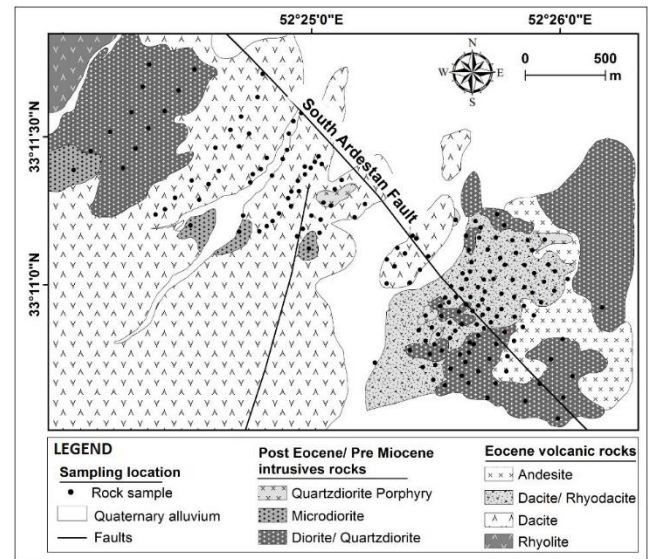 52°25'0"E
52°26'0"E
33°11'30"N
33°11'0"N
N
W E
S
0 500
m
South Ardestan Fault
LEGEND
Sampling location
Rock sample
Quaternary alluvium
Faults
Post Eocene/ Pre Miocene
intrusives rocks
Quartzdiorite Porphyry
Microdiorite
Diorite/ Quartzdiorite
Eocene volcanic rocks
Andesite
Dacite/ Rhyodacite
Dacite
Rhyolite